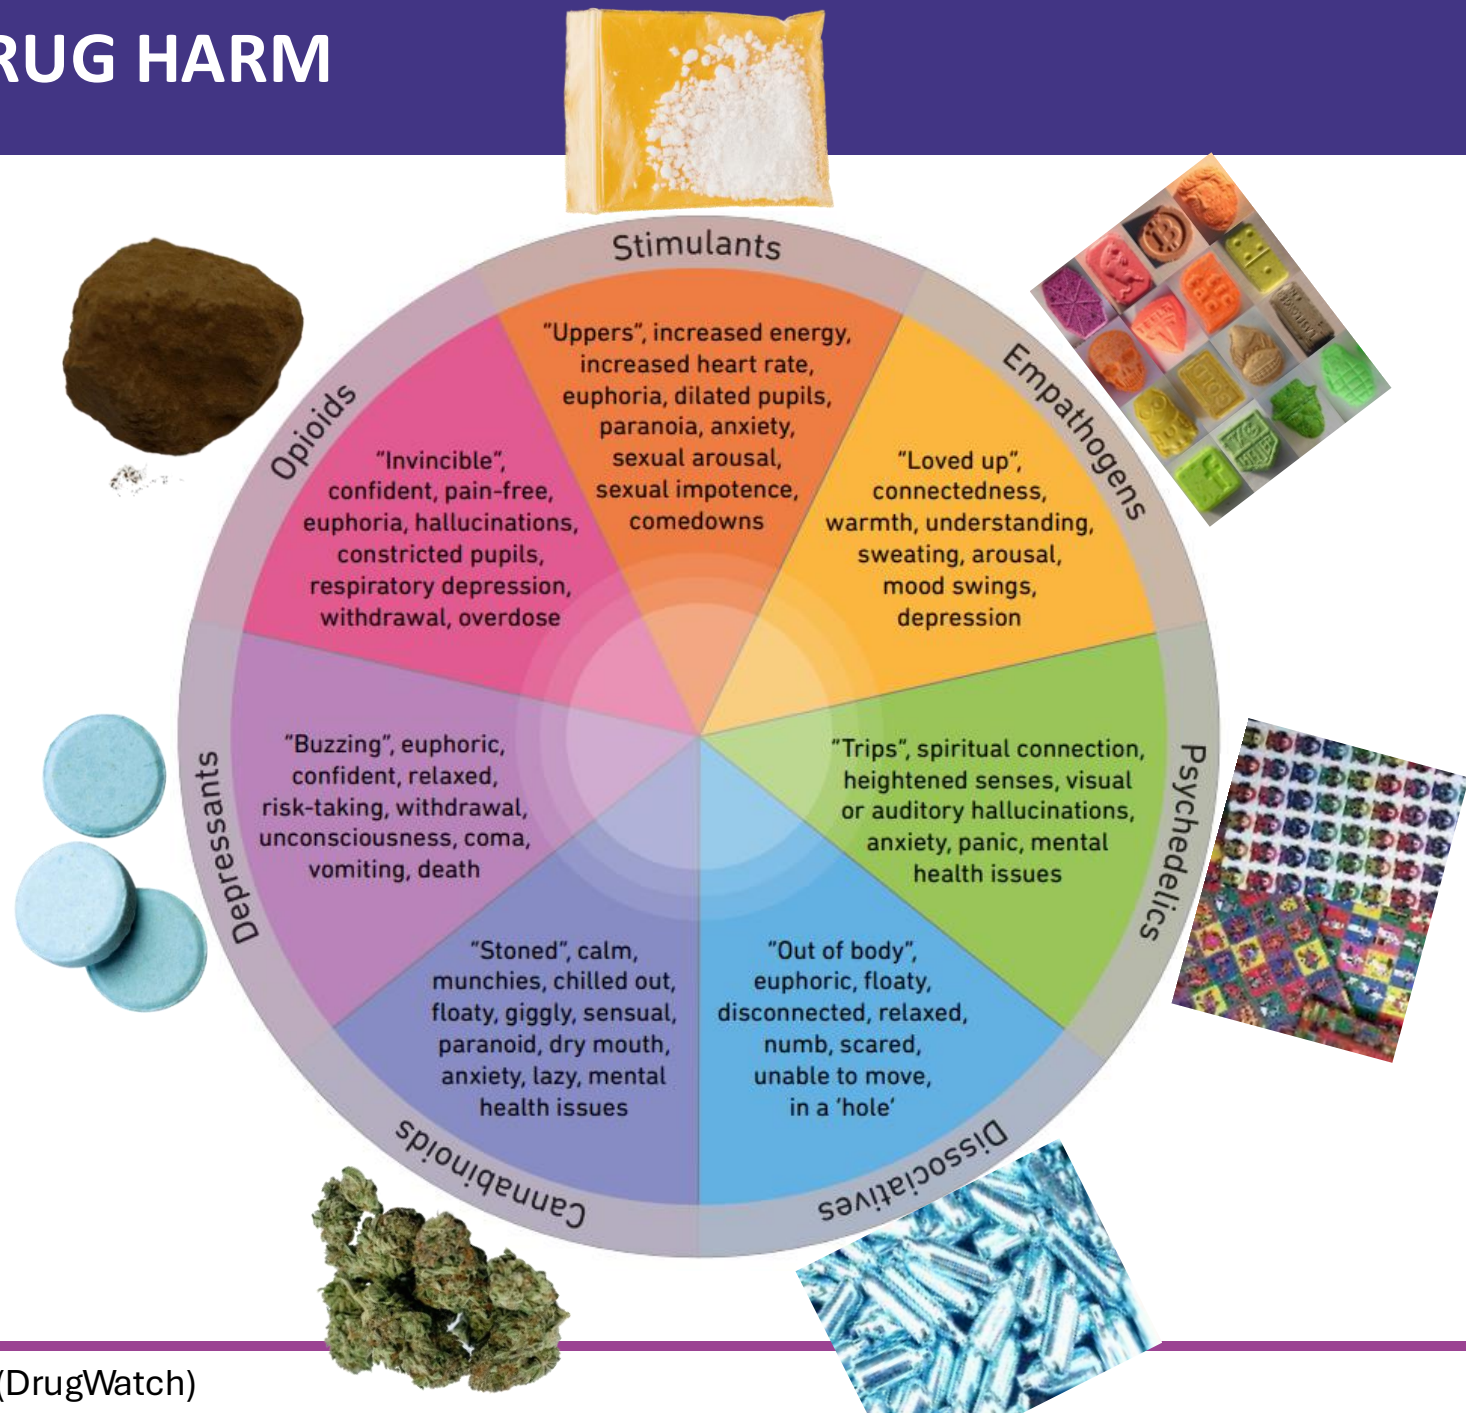 RUG HARM
Stimulants
"Uppers", increased energy,
increased heart rate,
euphoria, dilated pupils,
paranoia, anxiety,
sexual arousal,
sexual impotence,
comedowns
Empathogens
"Loved up",
connectedness,
warmth, understanding,
sweating, arousal,
mood swings,
depression
Psychedelics
"Trips", spiritual connection,
heightened senses, visual
or auditory hallucinations,
anxiety, panic, mental
health issues
Dissociatives
"Out of body",
euphoric, floaty,
disconnected, relaxed,
numb, scared,
unable to move,
in a ‘hole’
Cannabinoids
"Stoned", calm,
munchies, chilled out,
floaty, giggly, sensual,
paranoid, dry mouth,
anxiety, lazy, mental
health issues
Depressants
"Buzzing", euphoric,
confident, relaxed,
risk-taking, withdrawal,
unconsciousness, coma,
vomiting, death
Opioids
"Invincible",
confident, pain-free,
euphoria, hallucinations,
constricted pupils,
respiratory depression,
withdrawal, overdose
(DrugWatch)